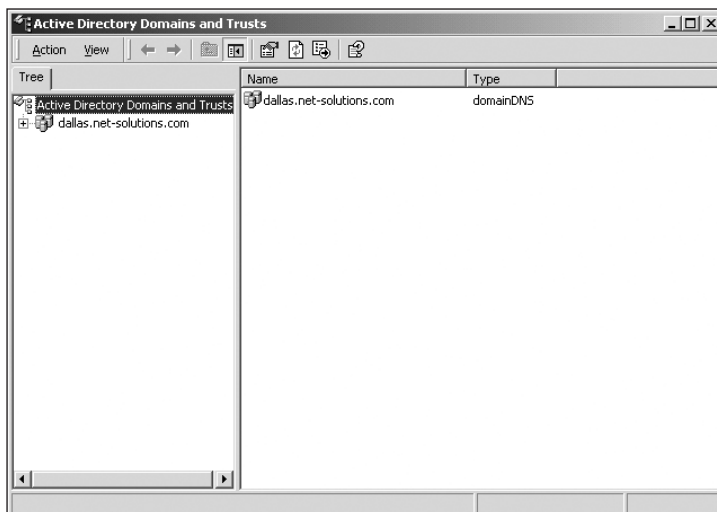 Active Directory Domains and Trusts
Action View
Tree
Name Type
Active Directory Domains and Trusts
dallas.net-solutions.com domainDNS
dallas.net-solutions.com